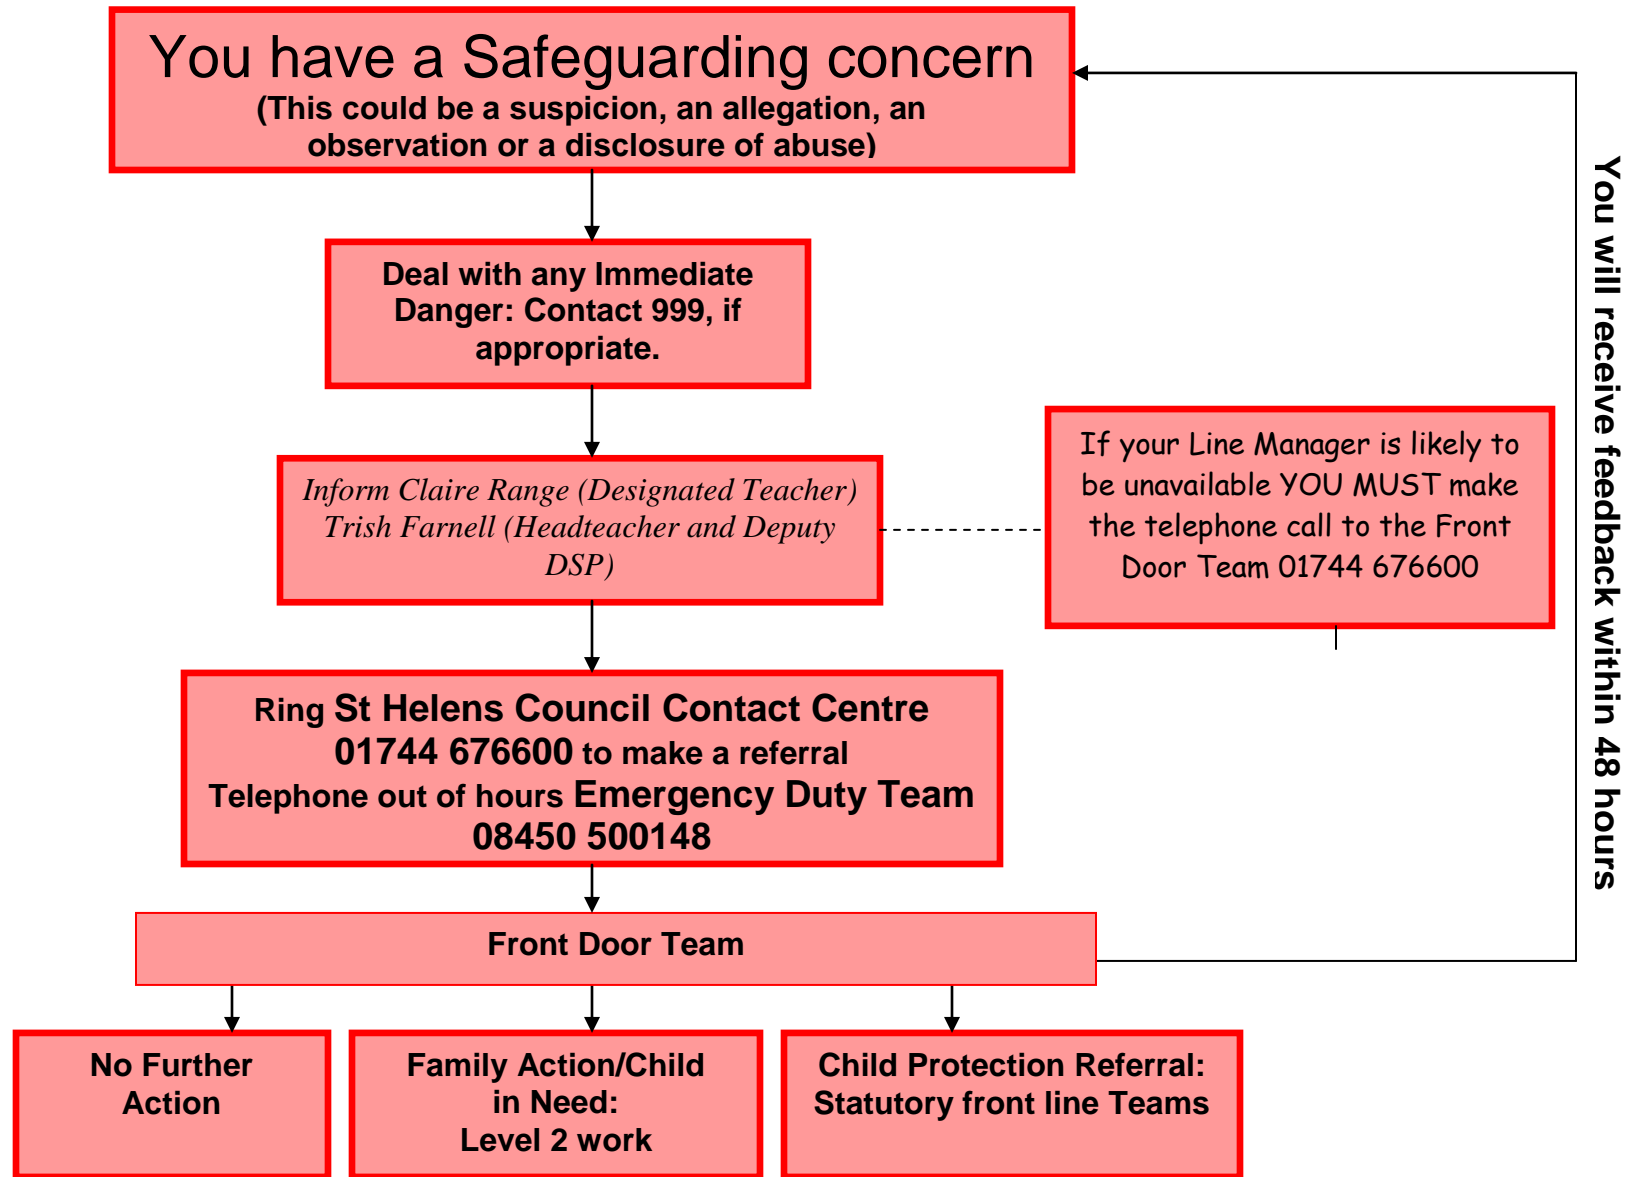 You have a Safeguarding concern
(This could be a suspicion, an allegation, an
observation or a disclosure of abuse)
Deal with any Immediate
Danger: Contact 999, if
appropriate.
Inform Claire Range (Designated Teacher)
Trish Farnell (Headteacher and Deputy
DSP)
If your Line Manager is likely to
be unavailable YOU MUST make
the telephone call to the Front
Door Team 01744 676600
Ring St Helens Council Contact Centre
01744 676600 to make a referral
Telephone out of hours Emergency Duty Team
08450 500148
Front Door Team
No Further
Action
Family Action/Child
in Need:
Level 2 work
Child Protection Referral:
Statutory front line Teams
You will receive feedback within 48 hours